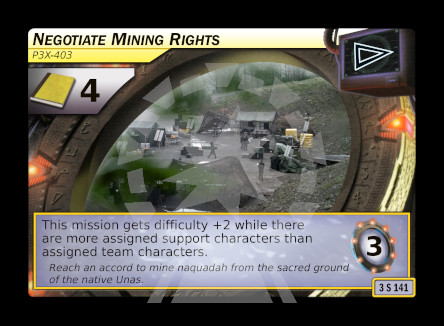 NEGOTIATE MINING RIGHTS
P3X-403
4
This mission gets difficulty +2 while there
are more assigned support characters than
assigned team characters.
3
Reach an accord to mine naquadah from the sacred ground
of the native Unas.
3 S 141